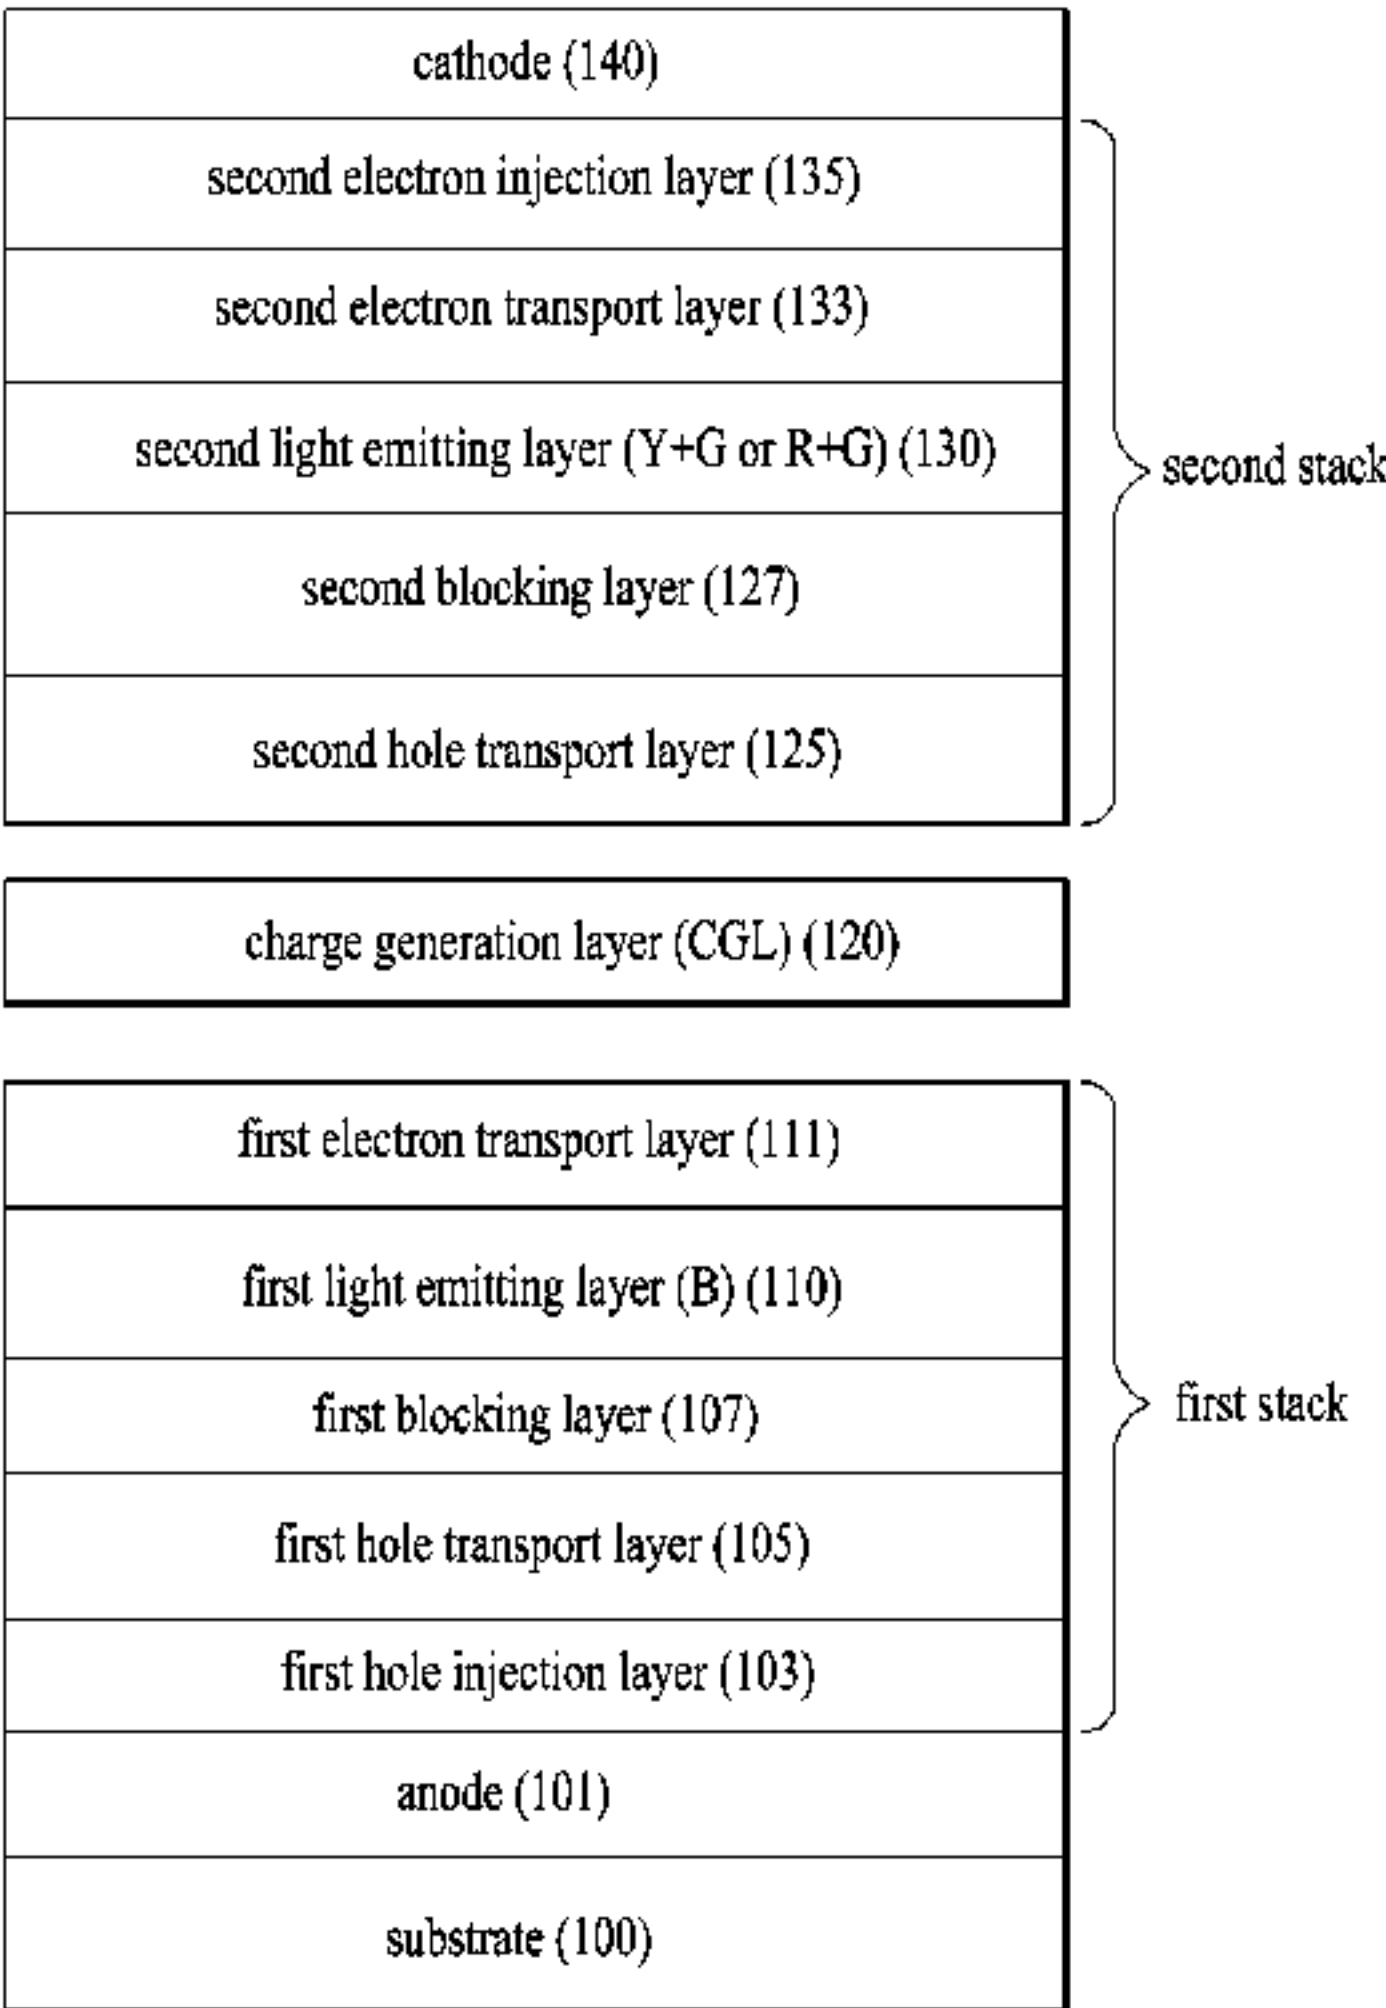 cathode (140)
second electron injection layer (135)
second electron transport layer (133)
second light emitting layer (Y+G or R+G) (130)
second stack
second blocking layer (127)
second hole transport layer (125)
charge generation layer (CGL) (120)
first electron transport layer (111)
first light emitting layer (B) (110)
first blocking layer (107)
first stack
first hole transport layer (105)
first hole injection layer (103)
anode (101)
substrate (100)